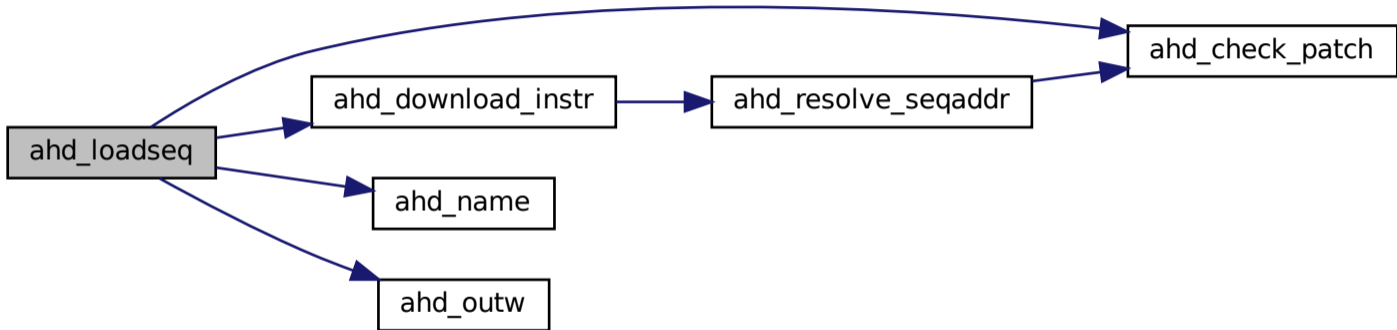 ahd_check_patch
ahd_download_instr
ahd_resolve_seqaddr
ahd_loadseq
ahd_name
ahd_outw